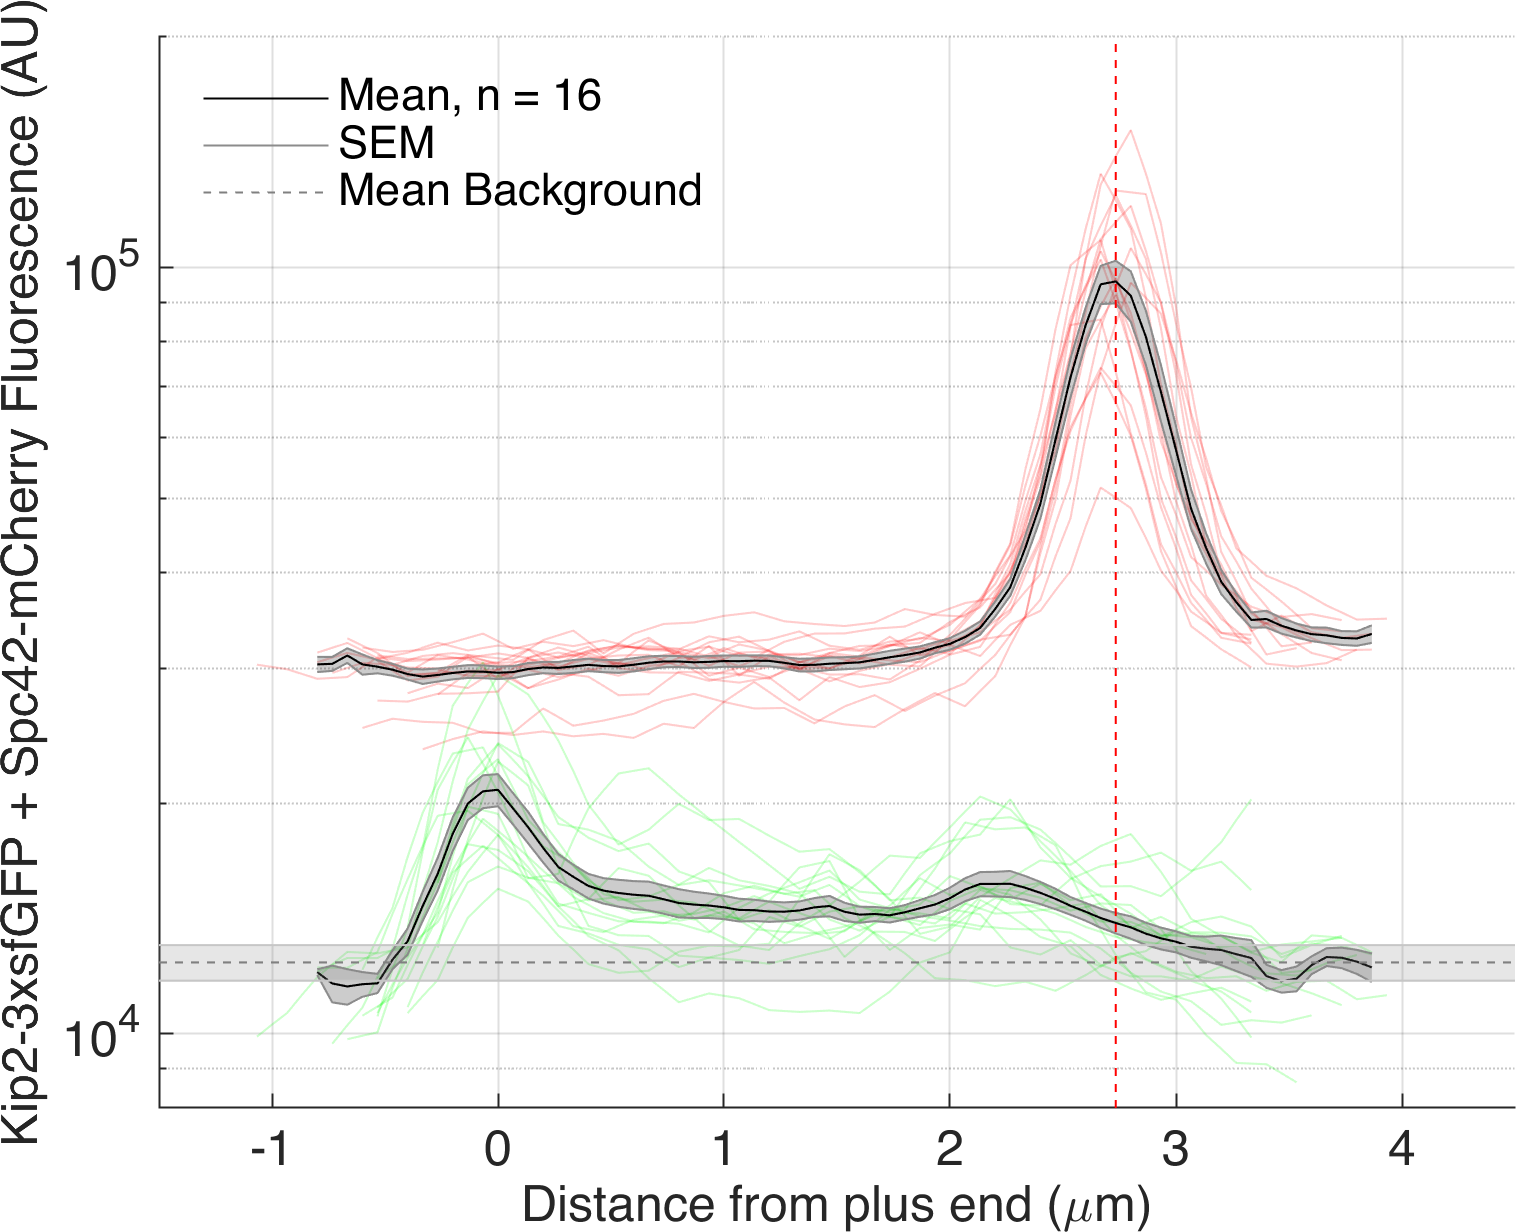 Kip2-3xsfGFP + Spc42-mCherry Fluorescence (AU)
Mean, n = 16
SEM
Mean Background
10^5
10^4
-1 0 1 2 3 4
Distance from plus end (μm)